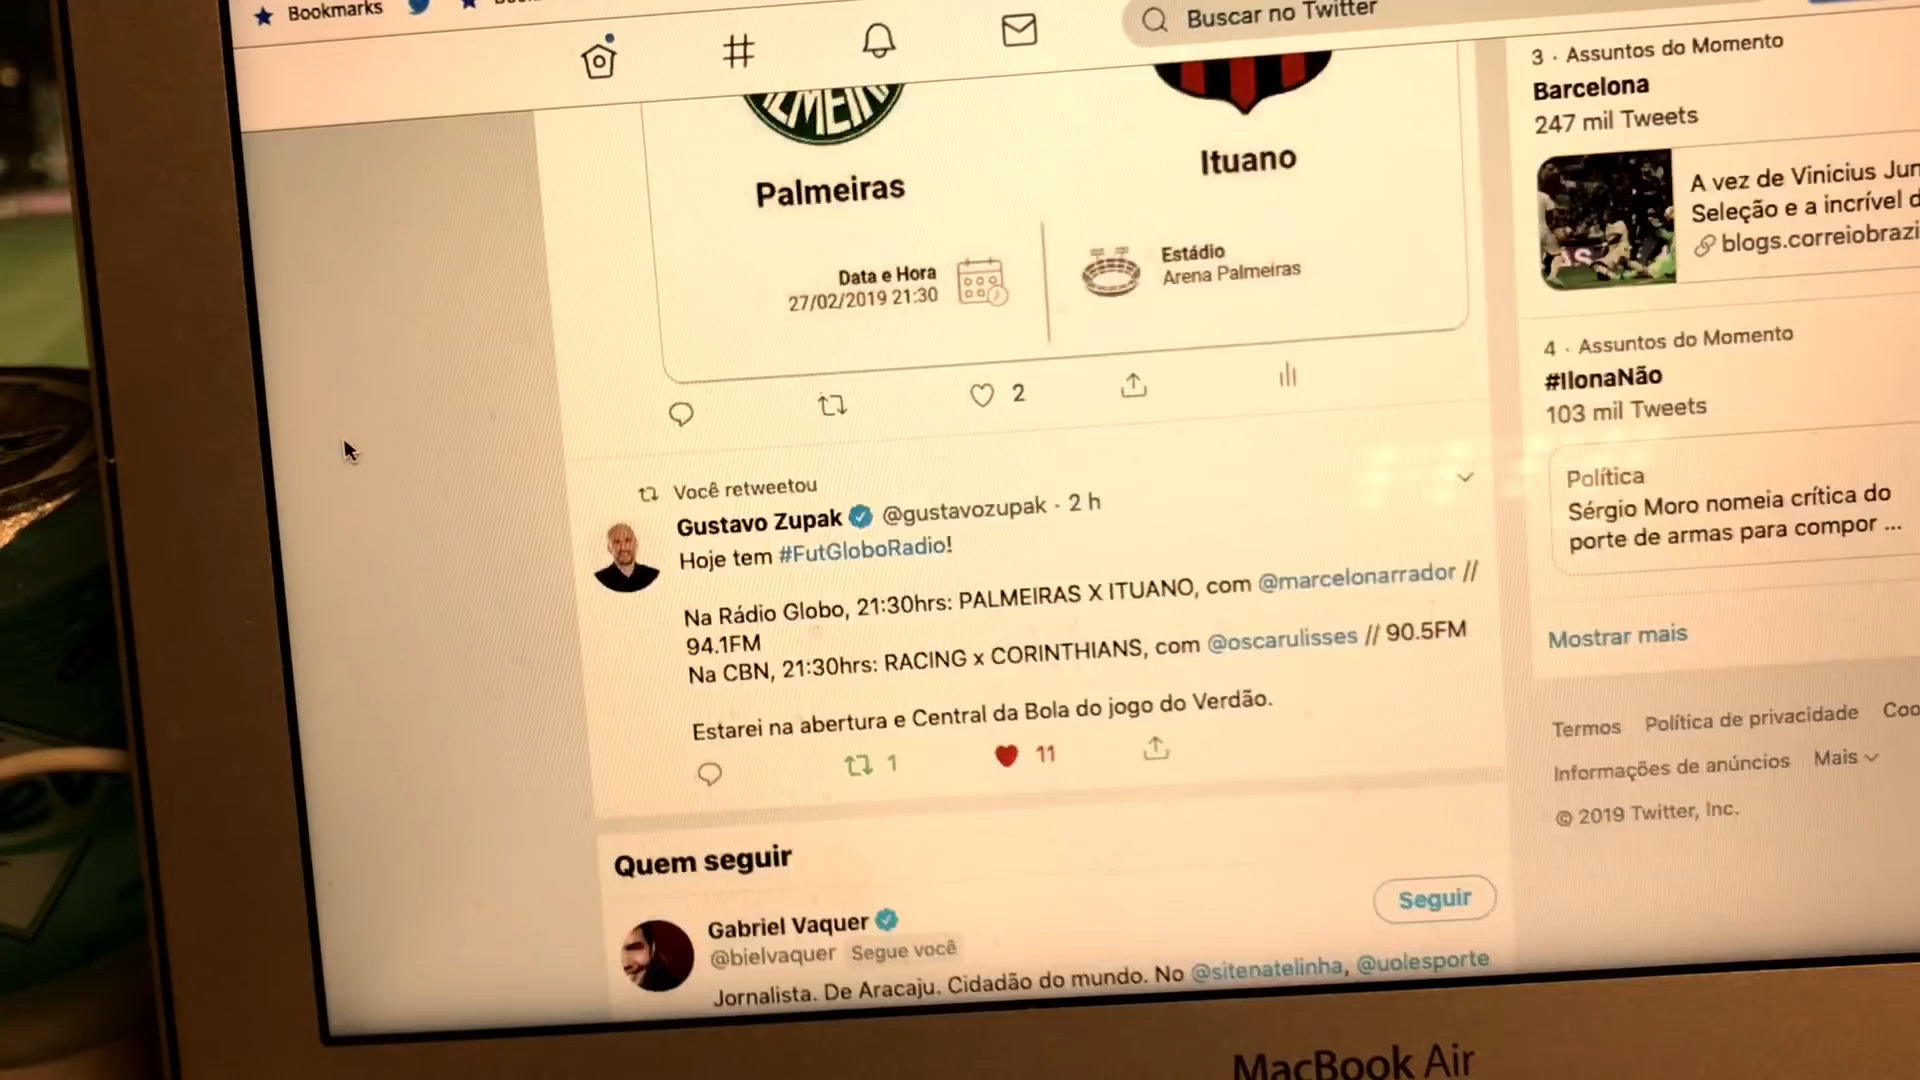 Bookmarks
Buscar no Twitter
Palmeiras
Ituano
Data e Hora
27/02/2019 21:30
Estádio
Arena Palmeiras
2
Você retweetou
Gustavo Zupak @gustavozupak · 2 h
Hoje tem #FutGloboRadio!
Na Rádio Globo, 21:30hrs: PALMEIRAS X ITUANO, com @marcelonarrador //
94.1FM
Na CBN, 21:30hrs: RACING x CORINTHIANS, com @oscarulisses // 90.5FM
Estarei na abertura e Central da Bola do jogo do Verdão.
1
11
Quem seguir
Gabriel Vaquer
@bielvaquer Segue você
Seguir
Jornalista. De Aracaju. Cidadão do mundo. No @sitenatelinha, @uolesporte
3 · Assuntos do Momento
Barcelona
247 mil Tweets
A vez de Vinicius Jun
Seleção e a incrível d
blogs.correiobrazi
4 · Assuntos do Momento
#IlonaNão
103 mil Tweets
Política
Sérgio Moro nomeia crítica do
porte de armas para compor ...
Mostrar mais
Termos Política de privacidade Coo
Informações de anúncios Mais
© 2019 Twitter, Inc.
MacBook Air